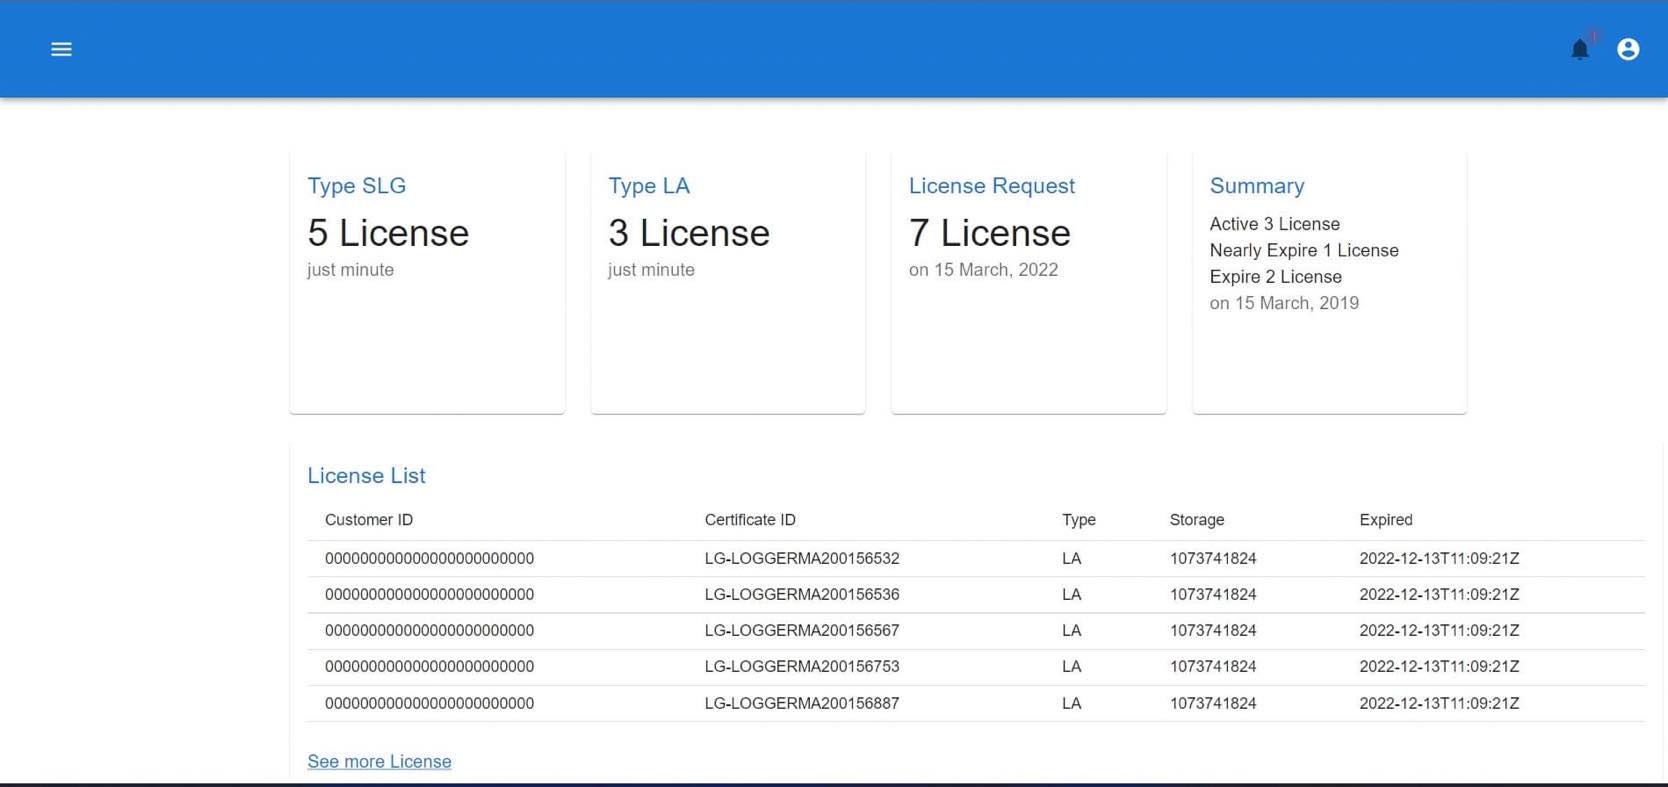 Type SLG
5 License
just minute
Type LA
3 License
just minute
License Request
7 License
on 15 March, 2022
Summary
Active 3 License
Nearly Expire 1 License
Expire 2 License
on 15 March, 2019
License List
Customer ID Certificate ID Type Storage Expired
000000000000000000000000 LG-LOGGERMA200156532 LA 1073741824 2022-12-13T11:09:21Z
000000000000000000000000 LG-LOGGERMA200156536 LA 1073741824 2022-12-13T11:09:21Z
000000000000000000000000 LG-LOGGERMA200156567 LA 1073741824 2022-12-13T11:09:21Z
000000000000000000000000 LG-LOGGERMA200156753 LA 1073741824 2022-12-13T11:09:21Z
000000000000000000000000 LG-LOGGERMA200156887 LA 1073741824 2022-12-13T11:09:21Z
See more License